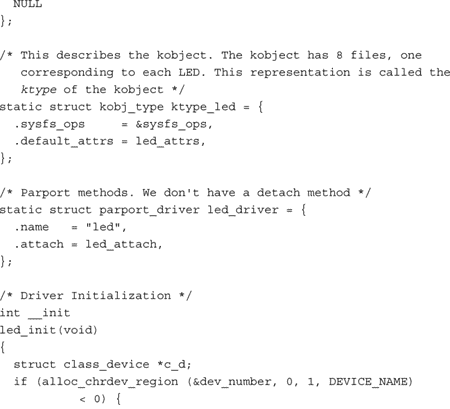 NULL
};

/* This describes the kobject. The kobject has 8 files, one
   corresponding to each LED. This representation is called the
   ktype of the kobject */
static struct kobj_type ktype_led = {
  .sysfs_ops     = &sysfs_ops,
  .default_attrs = led_attrs,
};

/* Parport methods. We don't have a detach method */
static struct parport_driver led_driver = {
  .name   = "led",
  .attach = led_attach,
};

/* Driver Initialization */
int __init
led_init(void)
{
  struct class_device *c_d;
  if (alloc_chrdev_region (&dev_number, 0, 1, DEVICE_NAME)
           < 0) {